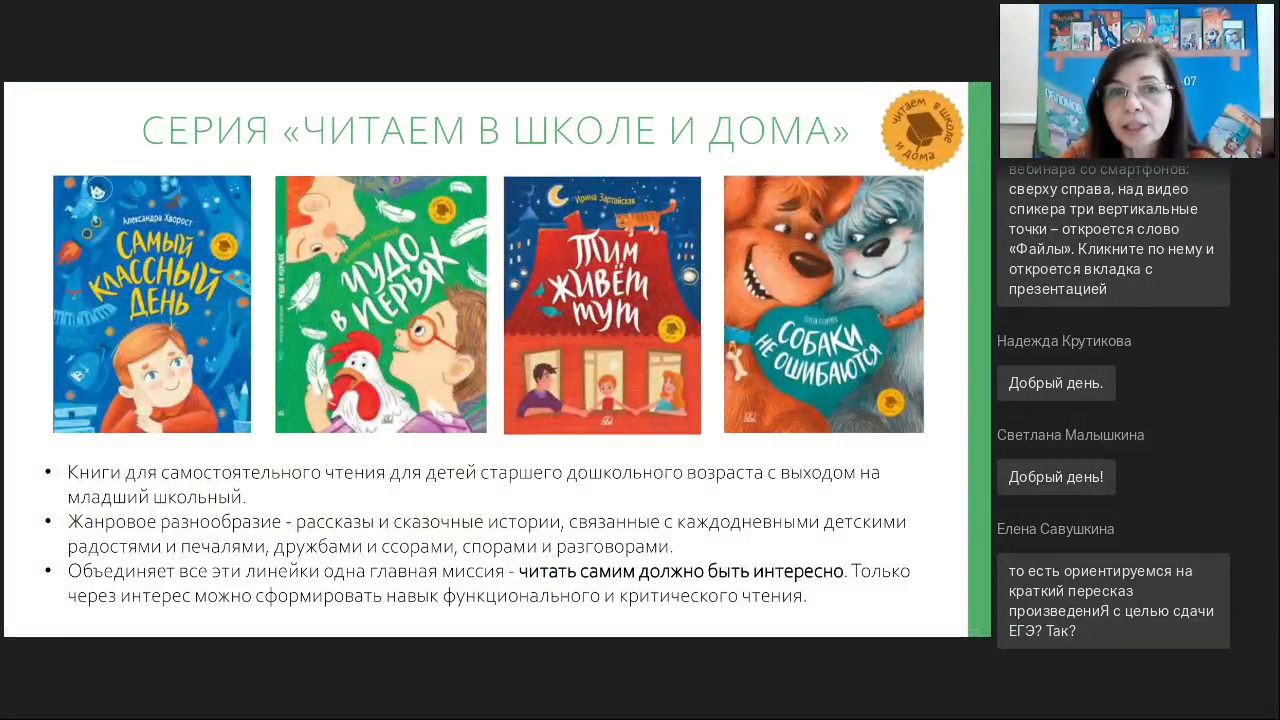 СЕРИЯ «ЧИТАЕМ В ШКОЛЕ И ДОМА»
читаем в школе
и дома
Александра Хворост
САМЫЙ
КЛАССНЫЙ
ДЕНЬ
ЧУДО
В ПЕРЬЯХ
Ирина Зартайская
ТИМ
ЖИВЁТ
ТУТ
СОБАКИ
НЕ ОШИБАЮТСЯ
• Книги для самостоятельного чтения для детей старшего дошкольного возраста с выходом на
младший школьный.
• Жанровое разнообразие - рассказы и сказочные истории, связанные с каждодневными детскими
радостями и печалями, дружбами и ссорами, спорами и разговорами.
• Объединяет все эти линейки одна главная миссия - читать самим должно быть интересно. Только
через интерес можно сформировать навык функционального и критического чтения.
ОБЛОМОВ
-07
вебинара со смартфонов:
сверху справа, над видео
спикера три вертикальные
точки – откроется слово
«Файлы». Кликните по нему и
откроется вкладка с
презентацией
Надежда Крутикова
Добрый день.
Светлана Малышкина
Добрый день!
Елена Савушкина
то есть ориентируемся на
краткий пересказ
произведениЯ с целью сдачи
ЕГЭ? Так?